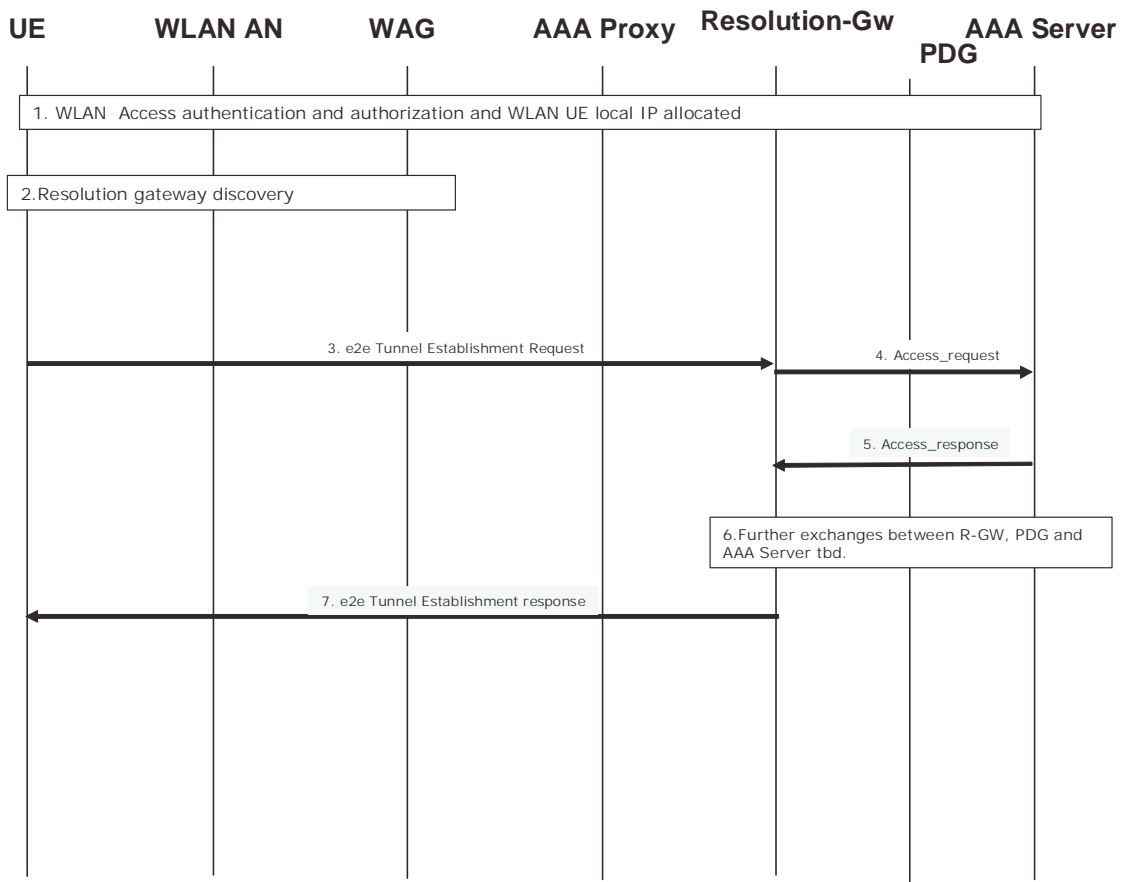 UE
WLAN AN
WAG
AAA Proxy
Resolution-Gw
AAA Server
PDG
1. WLAN Access authentication and authorization and WLAN UE local IP allocated
2.Resolution gateway discovery
3. e2e Tunnel Establishment Request
4. Access_request
5. Access_response
6.Further exchanges between R-GW, PDG and
AAA Server tbd.
7. e2e Tunnel Establishment response